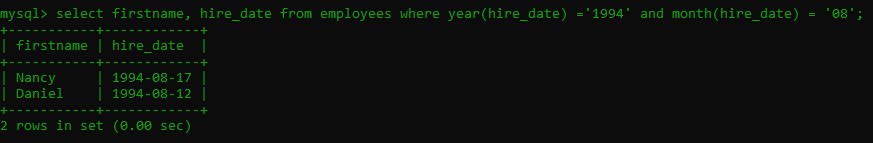 mysql> select firstname, hire_date from employees where year(hire_date) ='1994' and month(hire_date) = '08';
+-----------+------------+
| firstname | hire_date  |
+-----------+------------+
| Nancy     | 1994-08-17 |
| Daniel    | 1994-08-12 |
+-----------+------------+
2 rows in set (0.00 sec)